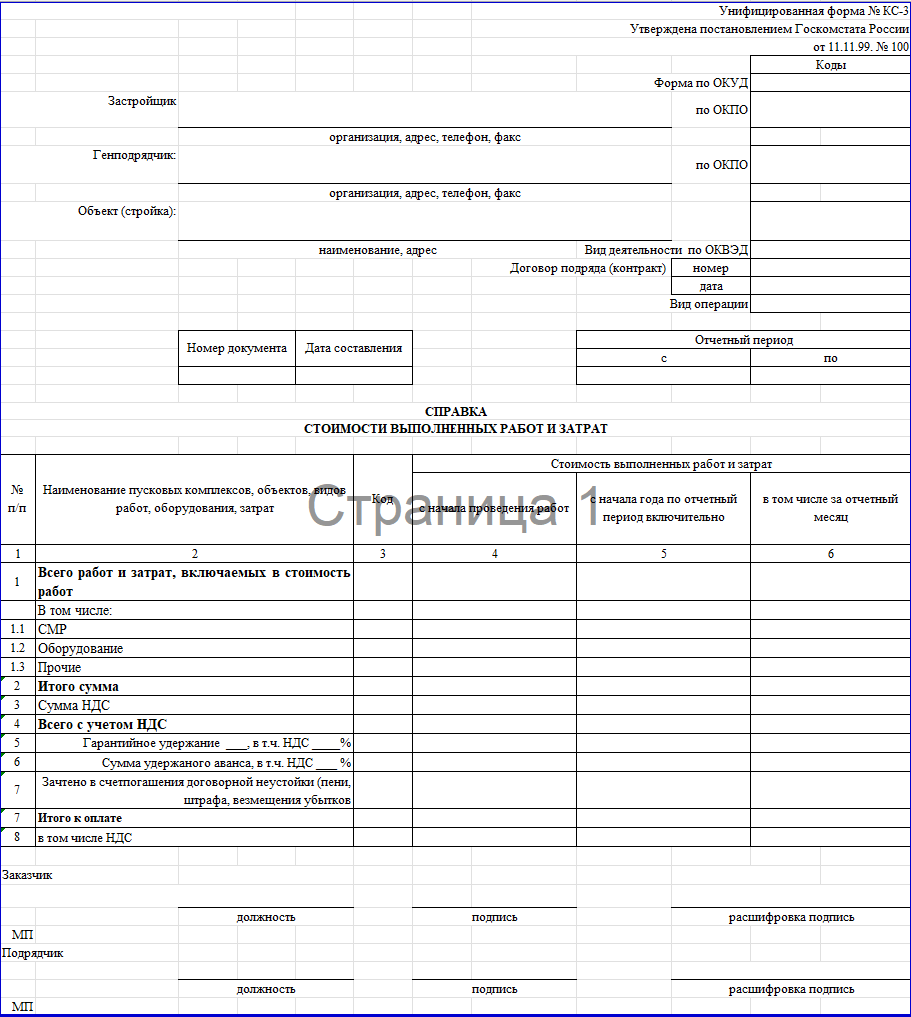 Унифицированная форма № КС-3
Утверждена постановлением Госкомстата России
от 11.11.99. № 100
Коды
Форма по ОКУД
Застройщик
по ОКПО
организация, адрес, телефон, факс
Генподрядчик:
по ОКПО
организация, адрес, телефон, факс
Объект (стройка):
наименование, адрес Вид деятельности по ОКВЭД
Договор подряда (контракт) номер
дата
Вид операции
Отчетный период
Номер документа Дата составления
с по
СПРАВКА
СТОИМОСТИ ВЫПОЛНЕННЫХ РАБОТ И ЗАТРАТ
Стоимость выполненных работ и затрат
№
п/п
Наименование пусковых комплексов, объектов, видов
работ, оборудования, затрат
Код
с начала проведения работ
с начала года по отчетный
период включительно
в том числе за отчетный
месяц
Страница 1
1 2 3 4 5 6
1 Всего работ и затрат, включаемых в стоимость
работ
В том числе:
1.1 СМР
1.2 Оборудование
1.3 Прочие
2 Итого сумма
3 Сумма НДС
4 Всего с учетом НДС
5 Гарантийное удержание ___, в т.ч. НДС ____%
6 Сумма удержаного аванса, в т.ч. НДС ___ %
7 Зачтено в счетпогашения договорной неустойки (пени,
штрафа, везмещения убытков
7 Итого к оплате
8 в том числе НДС
Заказчик
должность подпись расшифровка подпись
МП
Подрядчик
должность подпись расшифровка подпись
МП